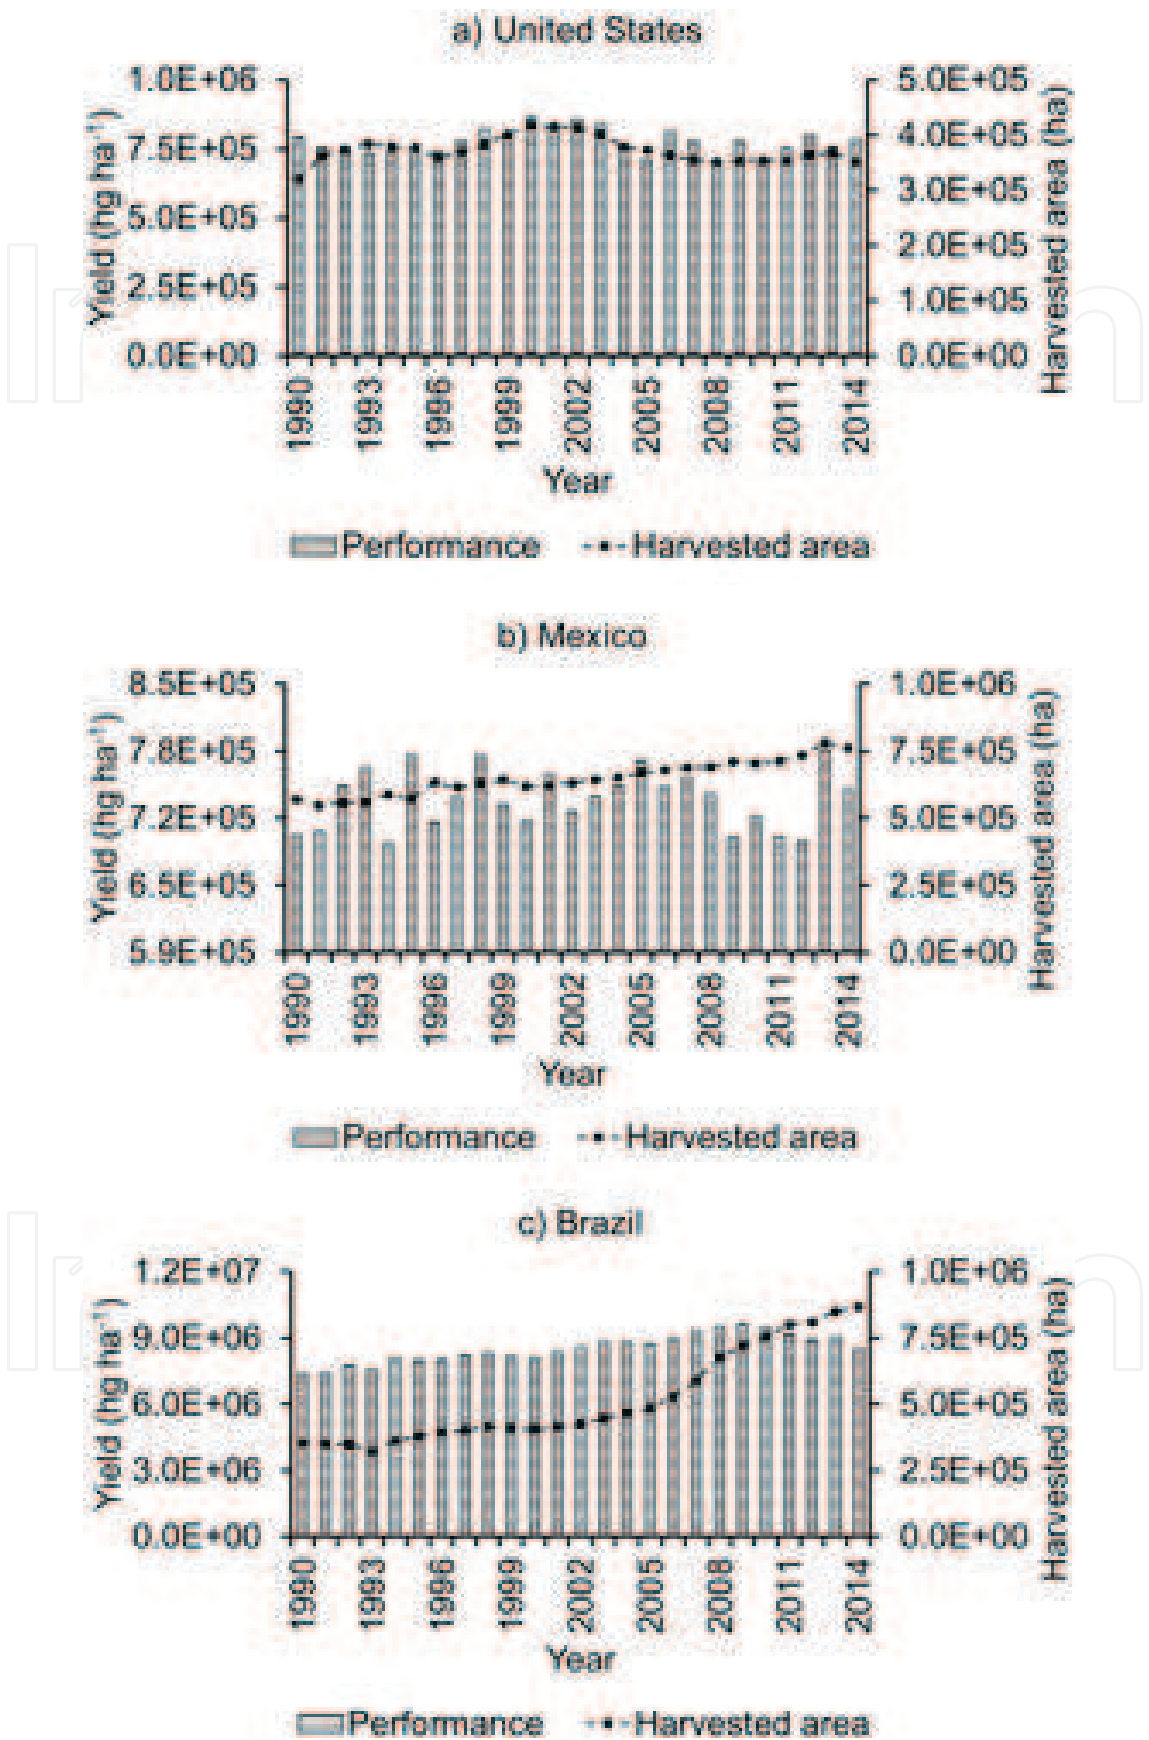 a) United States
1.0E+06
7.5E+05
5.0E+05
2.5E+05
0.0E+00
Yield (hg ha⁻¹)
5.0E+05
4.0E+05
3.0E+05
2.0E+05
1.0E+05
0.0E+00
Harvested area (ha)
1990 1993 1996 1999 2002 2005 2008 2011 2014
Year
Performance Harvested area
b) Mexico
8.5E+05
7.8E+05
7.2E+05
6.5E+05
5.9E+05
Yield (hg ha⁻¹)
1.0E+06
7.5E+05
5.0E+05
2.5E+05
0.0E+00
Harvested area (ha)
1990 1993 1996 1999 2002 2005 2008 2011 2014
Year
Performance Harvested area
c) Brazil
1.2E+07
9.0E+06
6.0E+06
3.0E+06
0.0E+00
Yield (hg ha⁻¹)
1.0E+06
7.5E+05
5.0E+05
2.5E+05
0.0E+00
Harvested area (ha)
1990 1993 1996 1999 2002 2005 2008 2011 2014
Year
Performance Harvested area